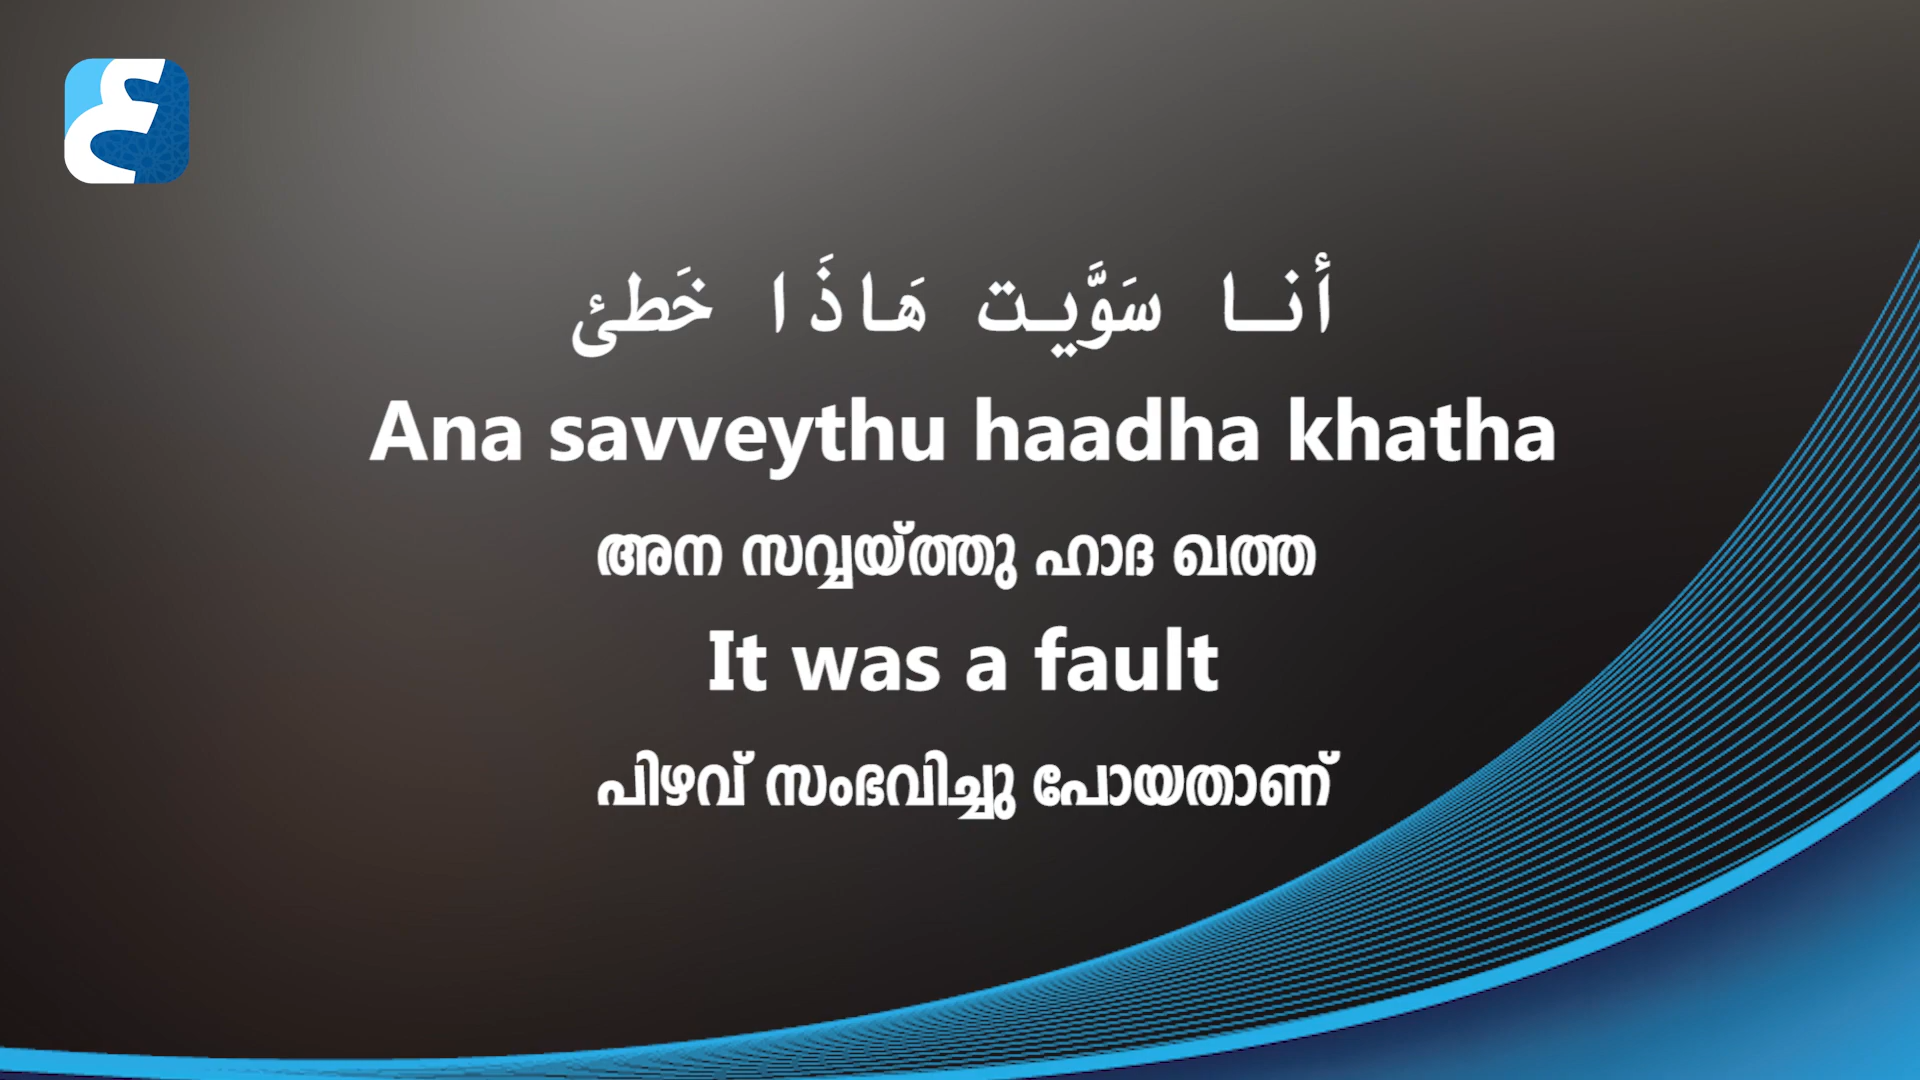 أنا سَوَّيت هَاذَا خَطئ
Ana savveythu haadha khatha
അന സവ്വയ്ത്തു ഹാദ ഖത്ത
It was a fault
പിഴവ് സംഭവിച്ചു പോയതാണ്